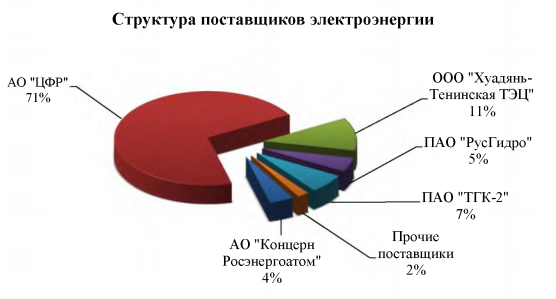 Структура поставщиков электроэнергии
АО "ЦФР"
71%
ООО "Хуадянь-
Тенинская ТЭЦ"
11%
ПАО "РусГидро"
5%
ПАО "ТГК-2"
7%
Прочие
поставщики
2%
АО "Концерн
Росэнергоатом"
4%